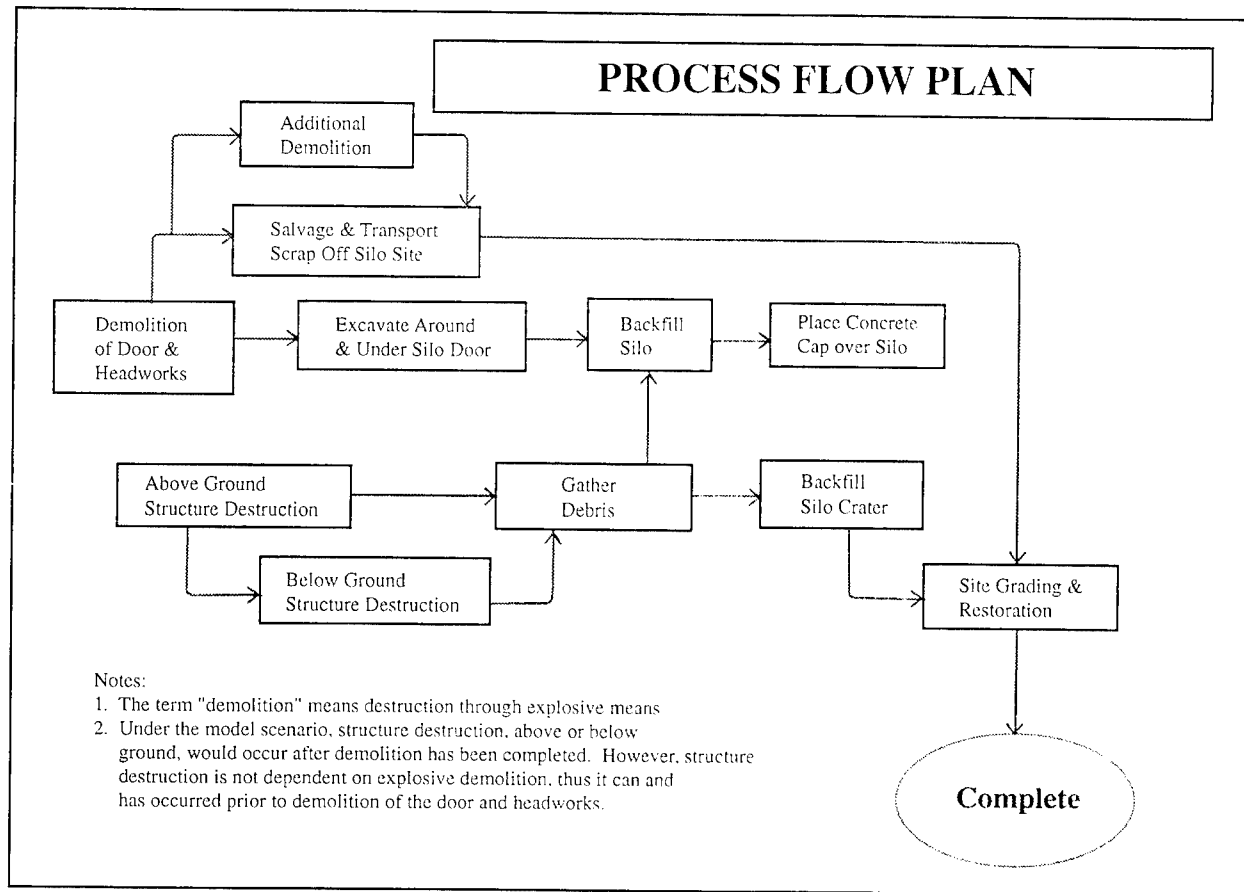 PROCESS FLOW PLAN
Additional
Demolition
Salvage & Transport
Scrap Off Silo Site
Demolition
of Door &
Headworks
Excavate Around
& Under Silo Door
Backfill
Silo
Place Concrete
Cap over Silo
Above Ground
Structure Destruction
Gather
Debris
Backfill
Silo Crater
Below Ground
Structure Destruction
Site Grading &
Restoration
Notes:
1. The term "demolition" means destruction through explosive means
2. Under the model scenario, structure destruction, above or below
ground, would occur after demolition has been completed. However, structure
destruction is not dependent on explosive demolition, thus it can and
has occurred prior to demolition of the door and headworks.
Complete